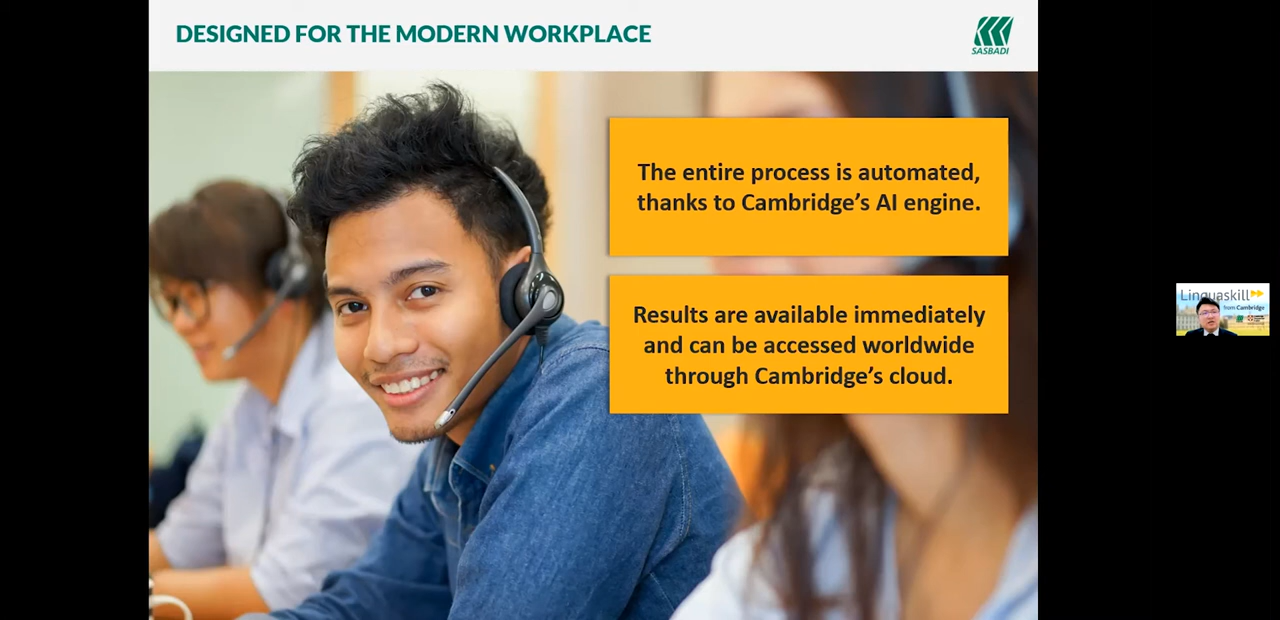 DESIGNED FOR THE MODERN WORKPLACE
SASBADI
The entire process is automated,
thanks to Cambridge's AI engine.
Results are available immediately
and can be accessed worldwide
through Cambridge's cloud.
Linguaskill
from Cambridge